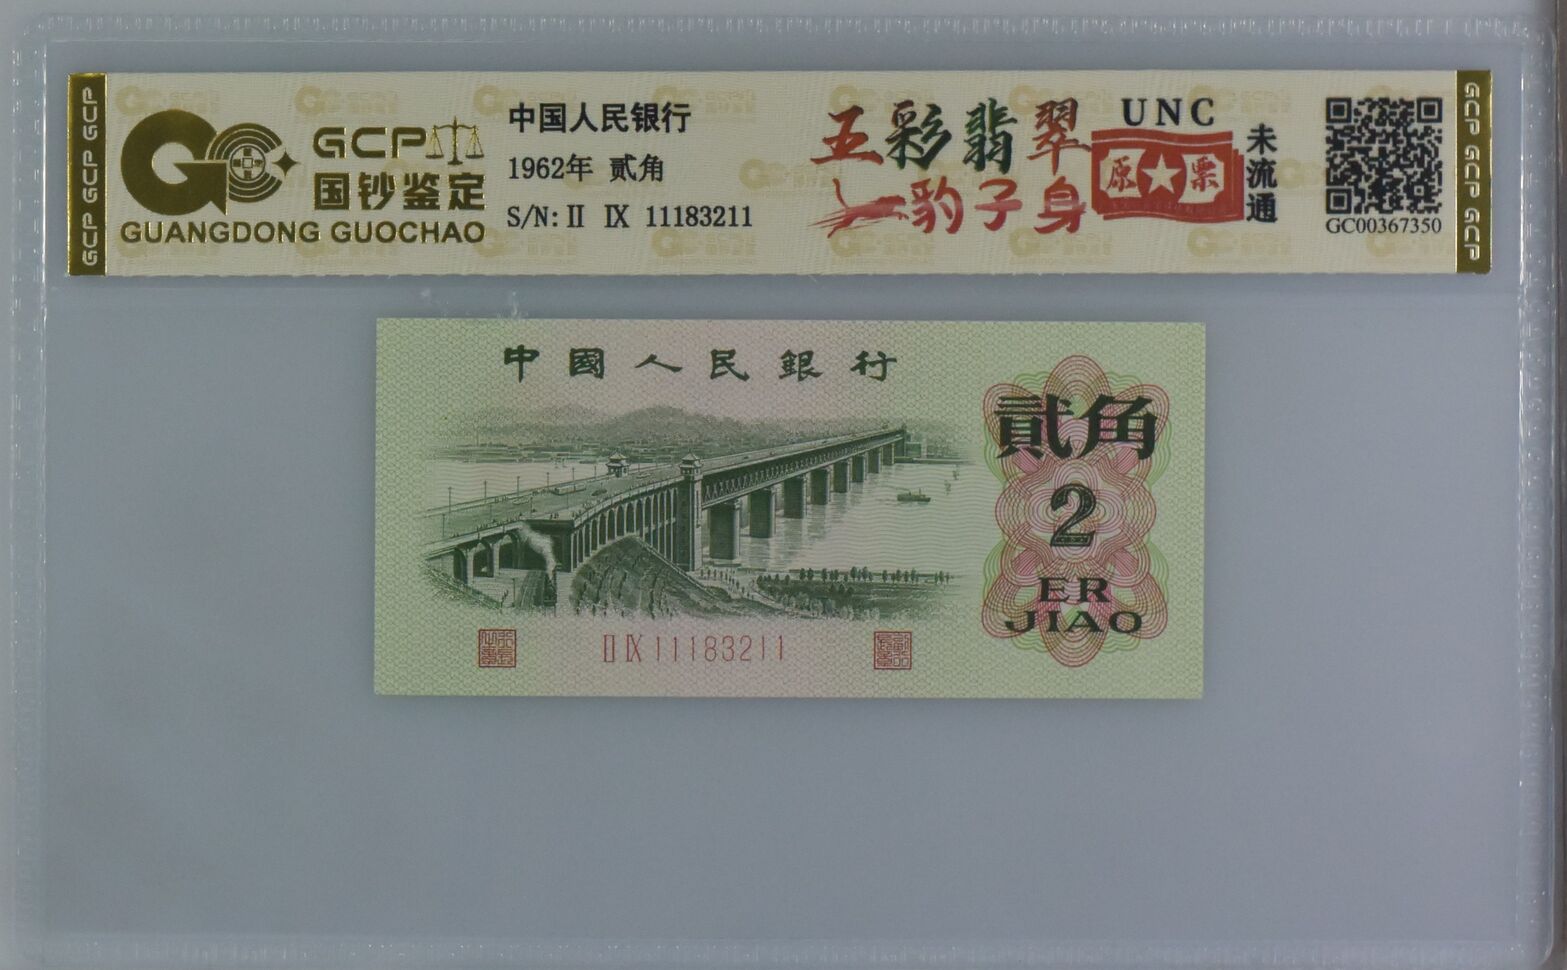 GCP GCP GCP
GCP
国钞鉴定
GUANGDONG GUOCHAO
中国人民银行
1962年 贰角
S/N: II IX 11183211
五彩翡翠
豹子身
UNC
原票
未流通
GC00367350
GCP GCP GCP
中國人民銀行
貳角
2
ER
JIAO
II IX 11183211